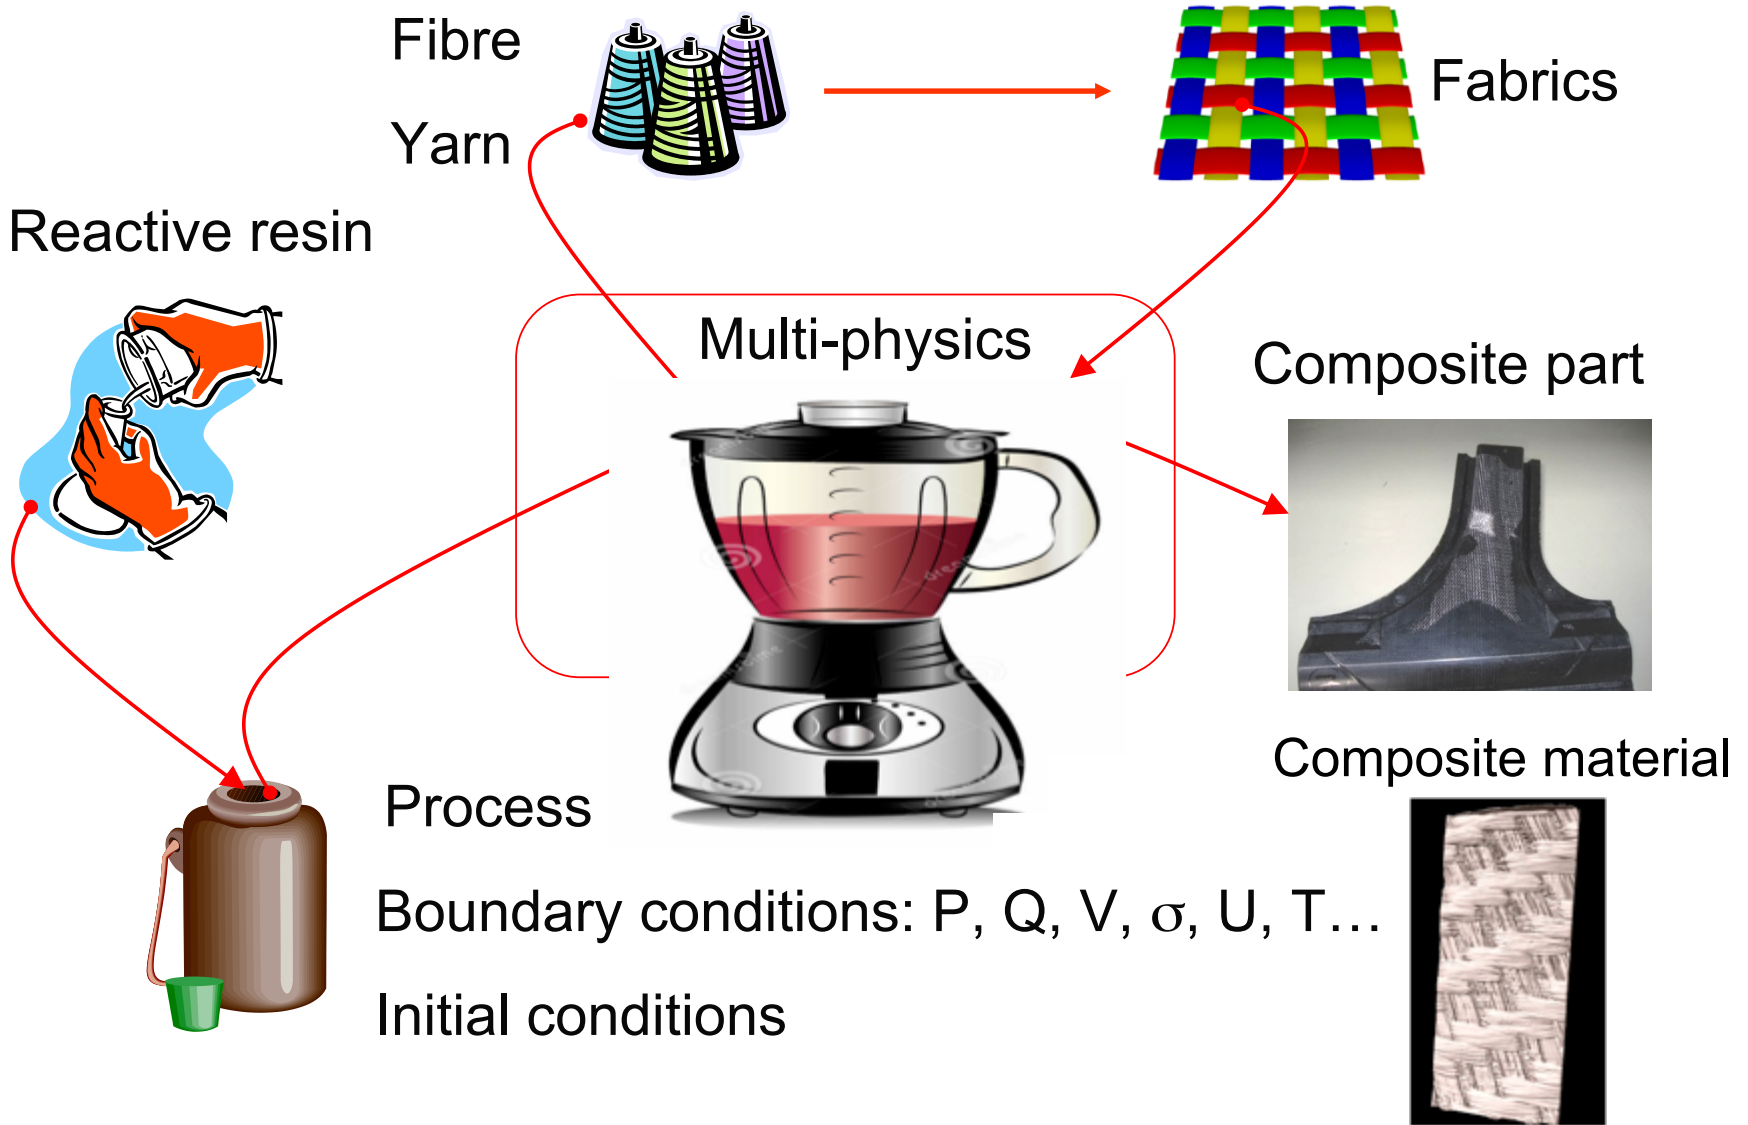 Fibre
Yarn
Fabrics
Reactive resin
Multi-physics
Composite part
Composite material
Process
Boundary conditions: P, Q, V, σ, U, T…
Initial conditions